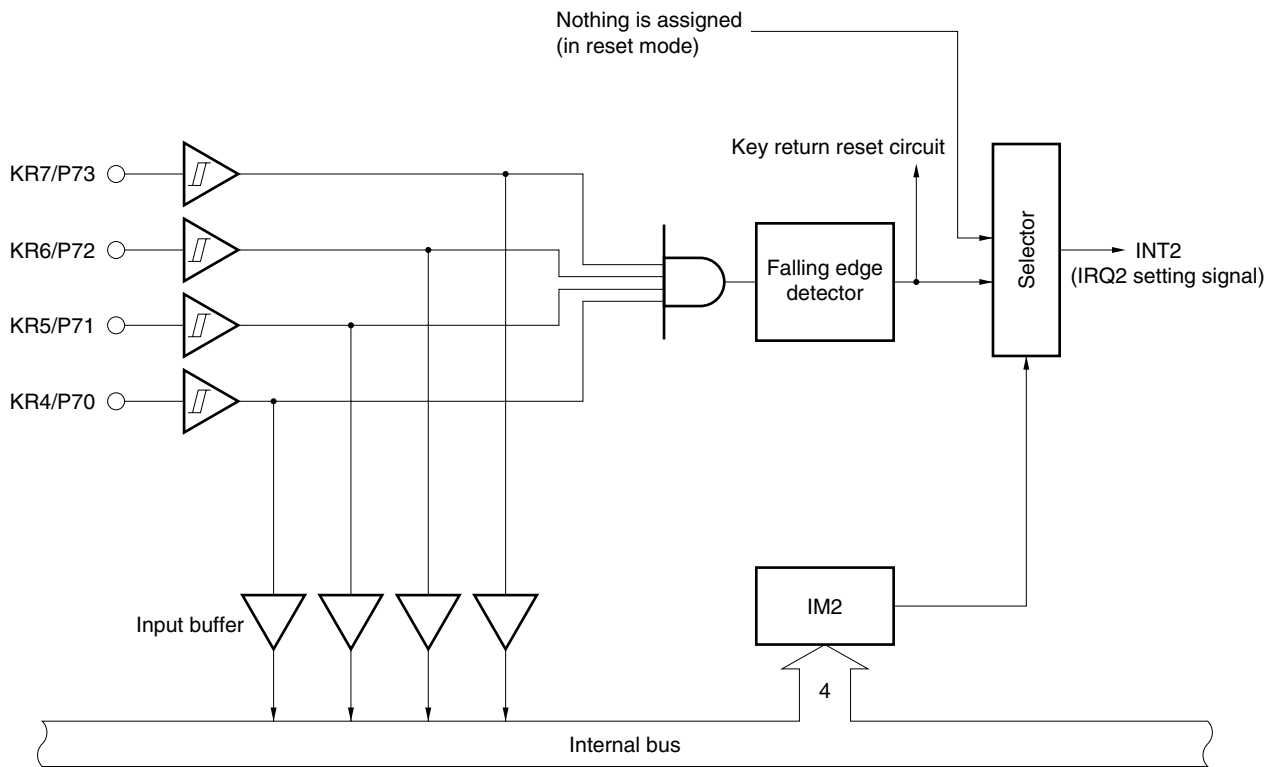 Nothing is assigned
(in reset mode)
Key return reset circuit
KR7/P73
KR6/P72
KR5/P71
KR4/P70
Falling edge
detector
Selector
INT2
(IRQ2 setting signal)
Input buffer
IM2
4
Internal bus